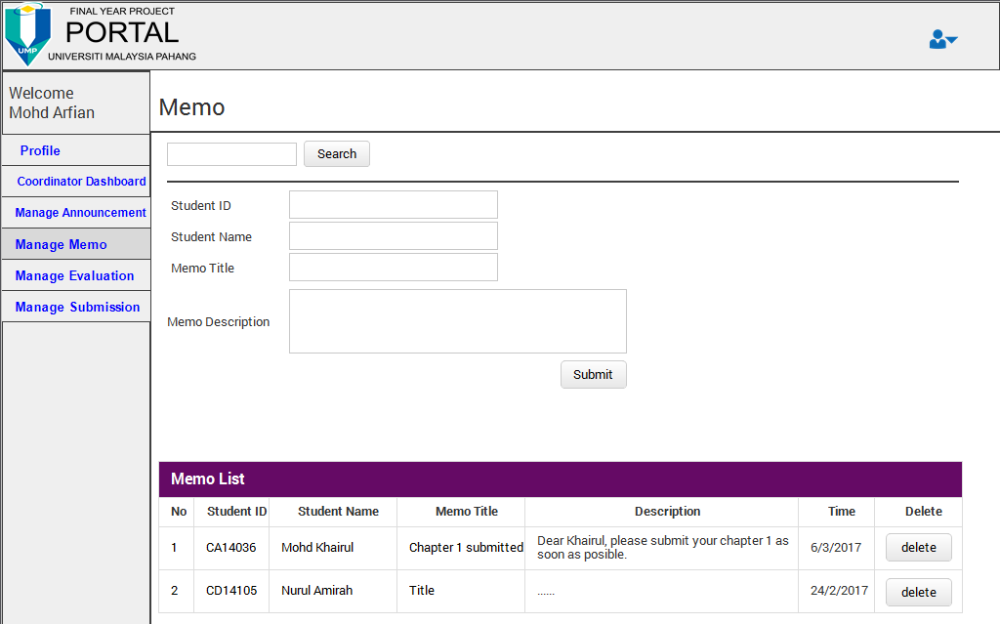 FINAL YEAR PROJECT
PORTAL
UMP
UNIVERSITI MALAYSIA PAHANG
Welcome
Mohd Arfian
Profile
Coordinator Dashboard
Manage Announcement
Manage Memo
Manage Evaluation
Manage Submission
Memo
Search
Student ID
Student Name
Memo Title
Memo Description
Submit
Memo List
No Student ID Student Name Memo Title Description Time Delete
1 CA14036 Mohd Khairul Chapter 1 submitted Dear Khairul, please submit your chapter 1 as 6/3/2017 delete
soon as posible.
2 CD14105 Nurul Amirah Title ...... 24/2/2017 delete